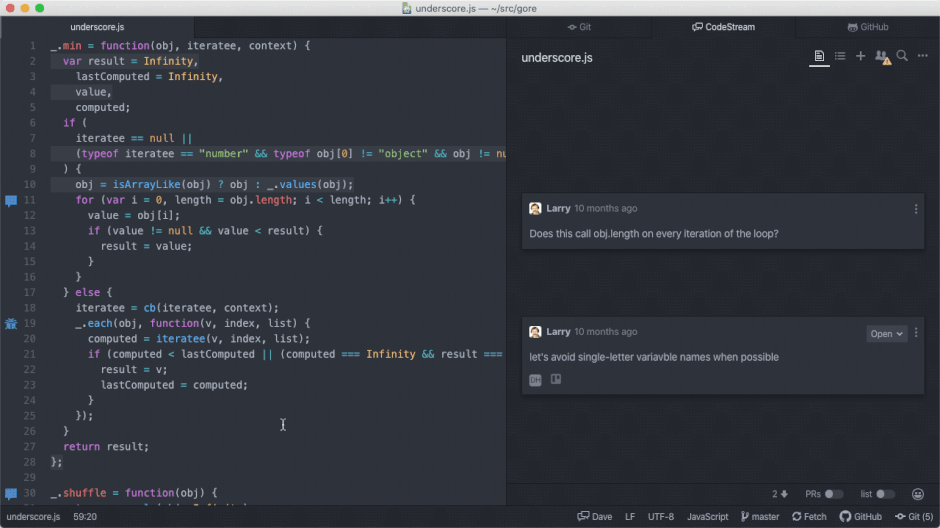 underscore.js — ~/src/gore
underscore.js
Git
CodeStream
GitHub
underscore.js
1 _.min = function(obj, iteratee, context) {
2 var result = Infinity,
3 lastComputed = Infinity,
4 value,
5 computed;
6 if (
7 iteratee == null ||
8 (typeof iteratee == "number" && typeof obj[0] != "object" && obj != nu
9 ) {
10 obj = isArrayLike(obj) ? obj : _.values(obj);
11 for (var i = 0, length = obj.length; i < length; i++) {
12 value = obj[i];
13 if (value != null && value < result) {
14 result = value;
15 }
16 }
17 } else {
18 iteratee = cb(iteratee, context);
19 _.each(obj, function(v, index, list) {
20 computed = iteratee(v, index, list);
21 if (computed < lastComputed || (computed === Infinity && result ===
22 result = v;
23 lastComputed = computed;
24 }
25 });
26 }
27 return result;
28 };
29
30 _.shuffle = function(obj) {
Larry 10 months ago
Does this call obj.length on every iteration of the loop?
Larry 10 months ago
Open
let's avoid single-letter variavble names when possible
DH
2
PRs
list
underscore.js 59:20
Dave LF UTF-8 JavaScript master Fetch GitHub Git (5)